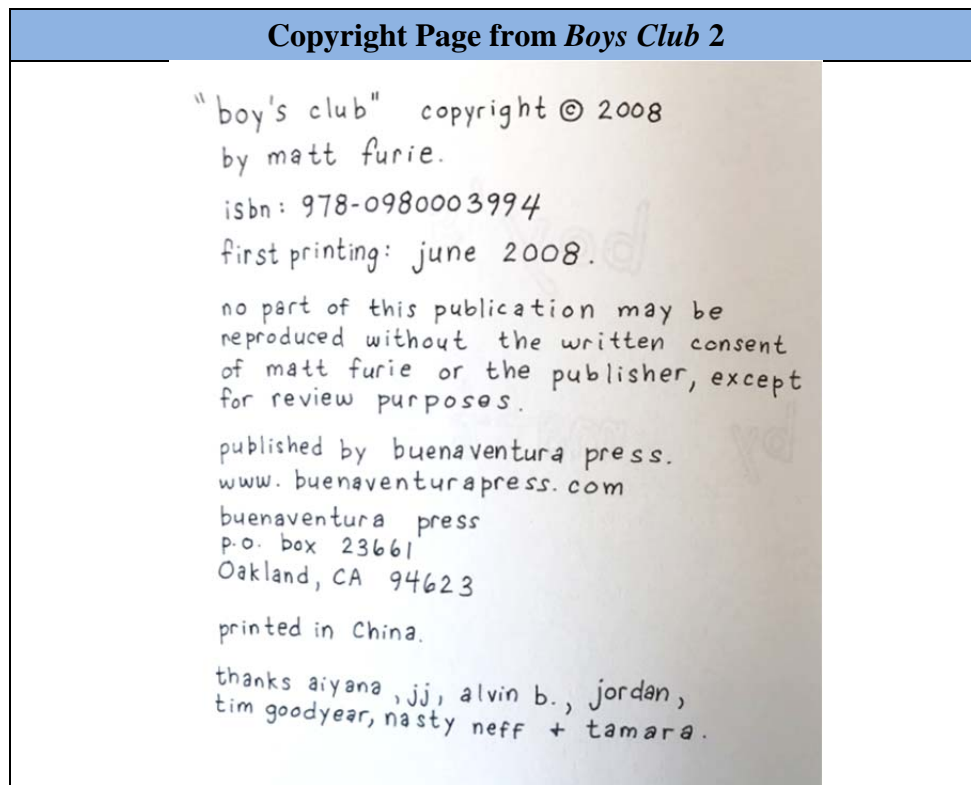 Copyright Page from Boys Club 2
"boy's club" copyright © 2008
by matt furie.
isbn: 978-0980003994
first printing: june 2008.
no part of this publication may be
reproduced without the written consent
of matt furie or the publisher, except
for review purposes.
published by buenaventura press.
www.buenaventurapress.com
buenaventura press
p.o. box 23661
Oakland, CA 94623
printed in China.
thanks aiyana, jj, alvin b., jordan,
tim goodyear, nasty neff + tamara.